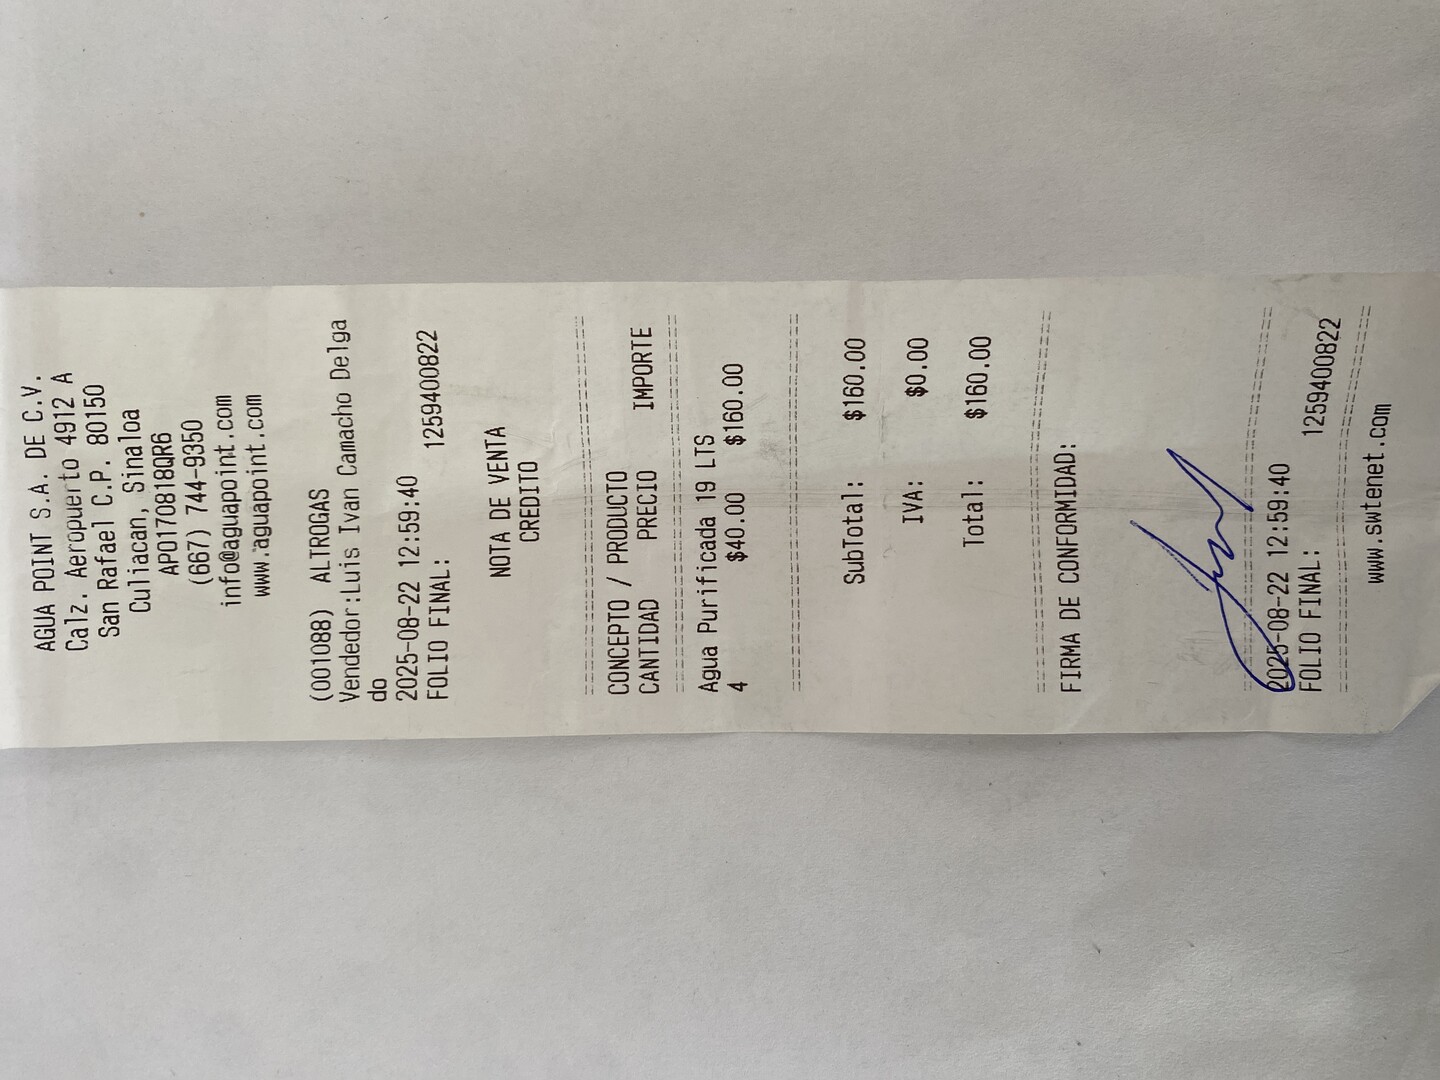 AGUA POINT S.A. DE C.V.
Calz. Aeropuerto 4912 A
San Rafael C.P. 80150
Culiacan, Sinaloa
APO170818QR6
(667) 744-9350
info@aguapoint.com
www.aguapoint.com
(001088) ALTROGAS
Vendedor:Luis Ivan Camacho Delga
do
2025-08-22 12:59:40
FOLIO FINAL: 1259400822
NOTA DE VENTA
CREDITO
CONCEPTO / PRODUCTO
CANTIDAD PRECIO IMPORTE
Agua Purificada 19 LTS
4 $40.00 $160.00
SubTotal: $160.00
IVA: $0.00
Total: $160.00
FIRMA DE CONFORMIDAD:
2025-08-22 12:59:40
FOLIO FINAL: 1259400822
www.swtenet.com